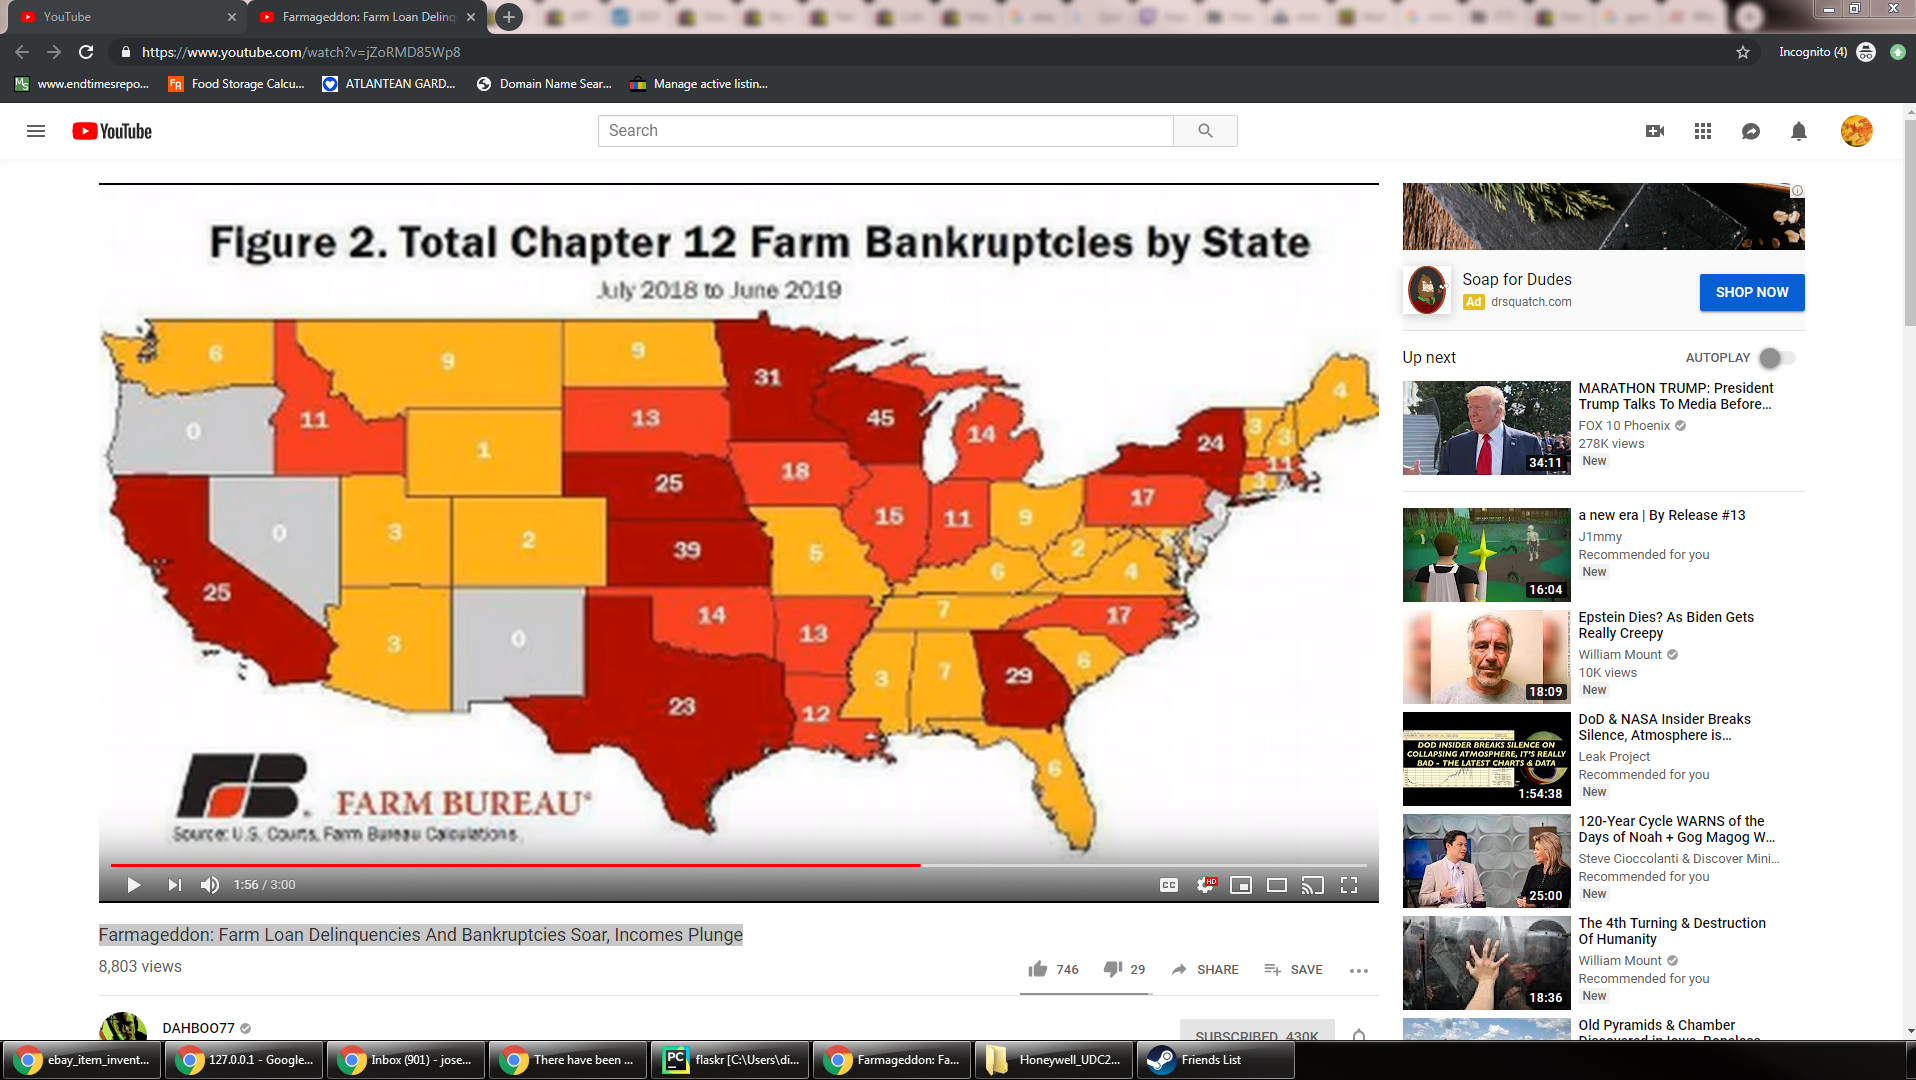 YouTube
Farmageddon: Farm Loan Delinq
https://www.youtube.com/watch?v=jZoRMD85Wp8
Incognito (4)
www.endtimesrepo...
Food Storage Calcu...
ATLANTEAN GARD...
Domain Name Sear...
Manage active listin...
YouTube
Search
Figure 2. Total Chapter 12 Farm Bankruptcies by State
July 2018 to June 2019
6
9
9
31
45
14
24
3
3
4
0
11
1
13
18
25
15
11
9
17
11
3
25
0
3
2
39
5
6
2
4
3
0
14
13
7
17
23
12
3
7
29
6
6
FB
FARM BUREAU®
Source: U.S. Courts, Farm Bureau Calculations.
1:56 / 3:00
CC
HD
Farmageddon: Farm Loan Delinquencies And Bankruptcies Soar, Incomes Plunge
8,803 views
746
29
SHARE
SAVE
DAHBOO77
SUBSCRIBED 430K
Soap for Dudes
Ad drsquatch.com
SHOP NOW
Up next
AUTOPLAY
MARATHON TRUMP: President
Trump Talks To Media Before...
FOX 10 Phoenix
278K views
New
34:11
a new era | By Release #13
J1mmy
Recommended for you
New
16:04
Epstein Dies? As Biden Gets
Really Creepy
William Mount
10K views
New
18:09
DoD & NASA Insider Breaks
Silence, Atmosphere is...
Leak Project
Recommended for you
New
DOD INSIDER BREAKS SILENCE ON
COLLAPSING ATMOSPHERE, IT'S REALLY
BAD - THE LATEST CHARTS & DATA
1:54:38
120-Year Cycle WARNS of the
Days of Noah + Gog Magog W...
Steve Cioccolanti & Discover Mini...
Recommended for you
New
25:00
The 4th Turning & Destruction
Of Humanity
William Mount
Recommended for you
New
18:36
Old Pyramids & Chamber
ebay_item_invent...
127.0.0.1 - Google...
Inbox (901) - jose...
There have been ...
PC
flaskr [C:\Users\di...
Farmageddon: Fa...
Honeywell_UDC2...
Friends List